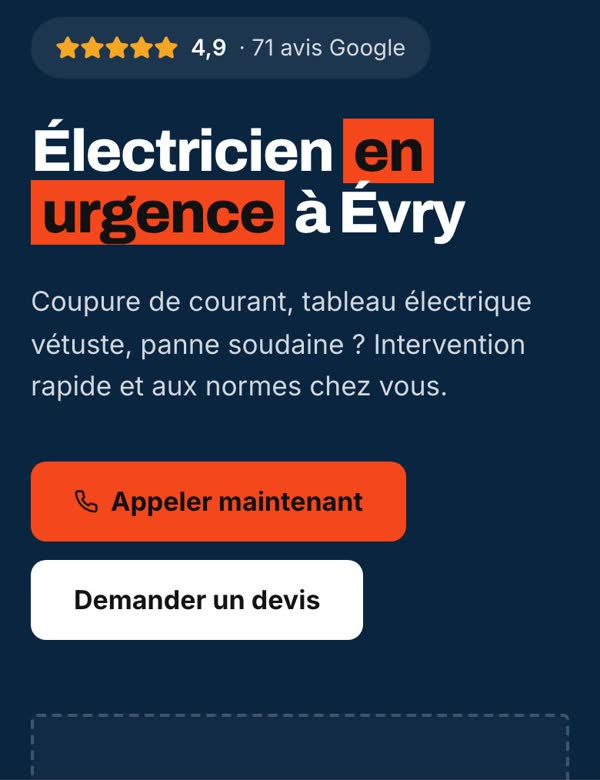 4,9 · 71 avis Google
Électricien en
urgence à Évry
Coupure de courant, tableau électrique
vétuste, panne soudaine ? Intervention
rapide et aux normes chez vous.
Appeler maintenant
Demander un devis